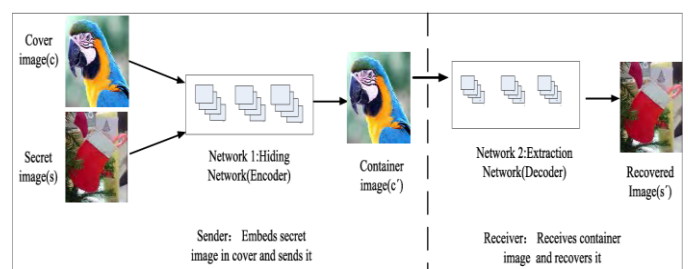 Cover
image(c)
Secret
image(s)
Network 1:Hiding
Network(Encoder)
Container
image(c´)
Network 2:Extraction
Network(Decoder)
Recovered
Image(s´)
Sender: Embeds secret
image in cover and sends it
Receiver: Receives container
image and recovers it